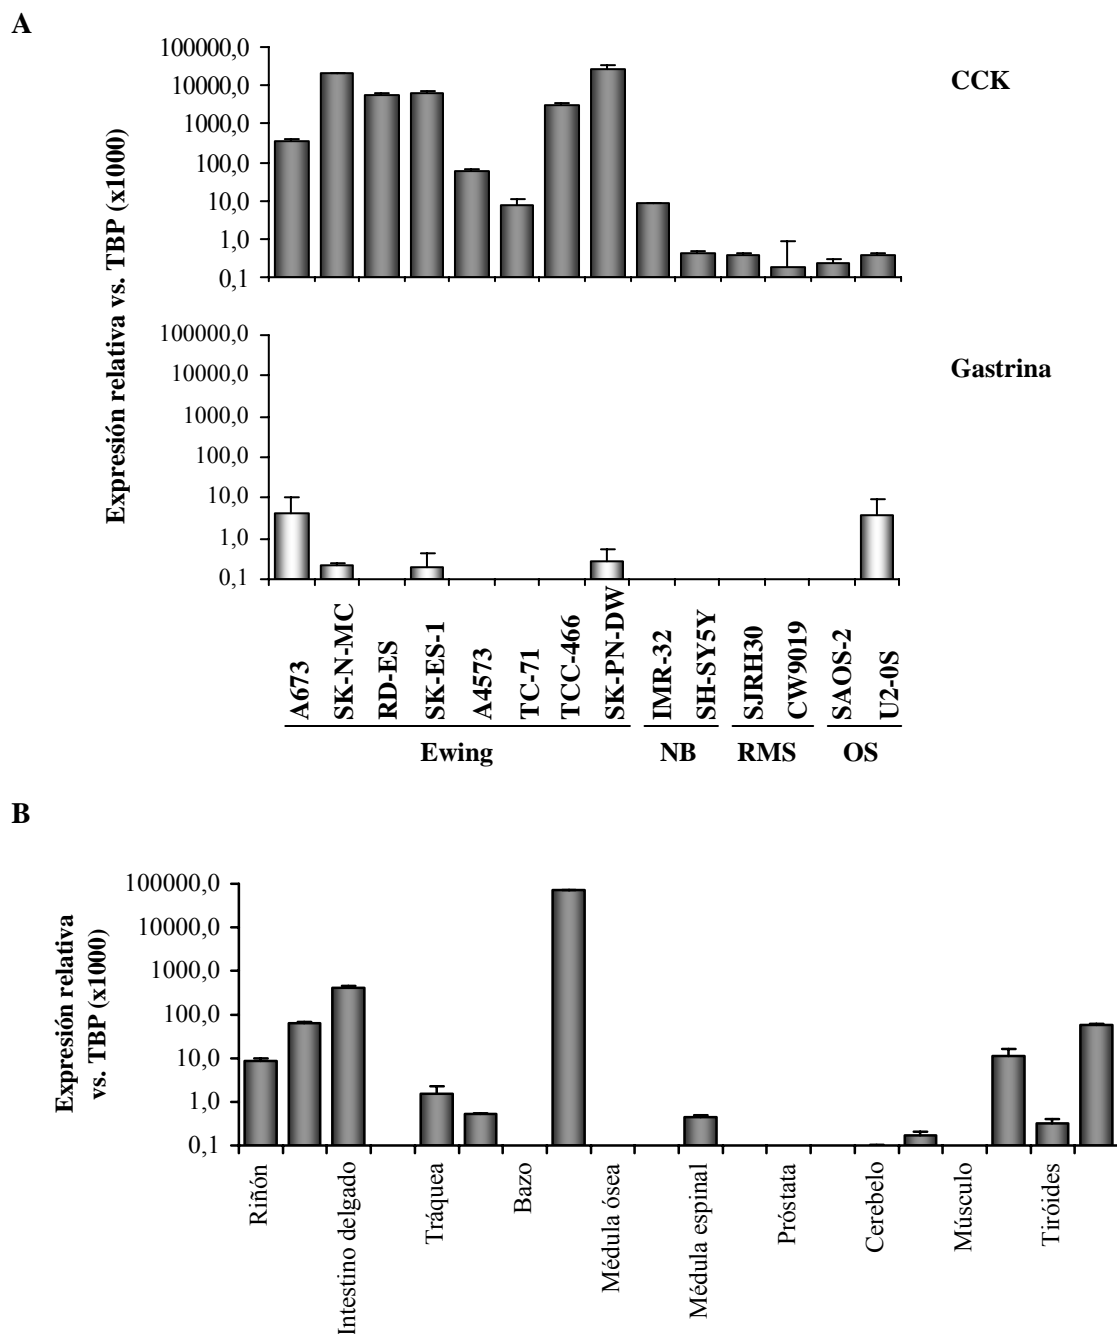 A
Expresión relativa vs. TBP (x1000)
100000,0
10000,0
1000,0
100,0
10,0
1,0
0,1
CCK
100000,0
10000,0
1000,0
100,0
10,0
1,0
0,1
Gastrina
A673
SK-N-MC
RD-ES
SK-ES-1
A4573
TC-71
TCC-466
SK-PN-DW
IMR-32
SH-SY5Y
SJRH30
CW9019
SAOS-2
U2-0S
Ewing
NB
RMS
OS
B
Expresión relativa
vs. TBP (x1000)
100000,0
10000,0
1000,0
100,0
10,0
1,0
0,1
Riñón
Intestino delgado
Tráquea
Bazo
Médula ósea
Médula espinal
Próstata
Cerebelo
Músculo
Tiróides